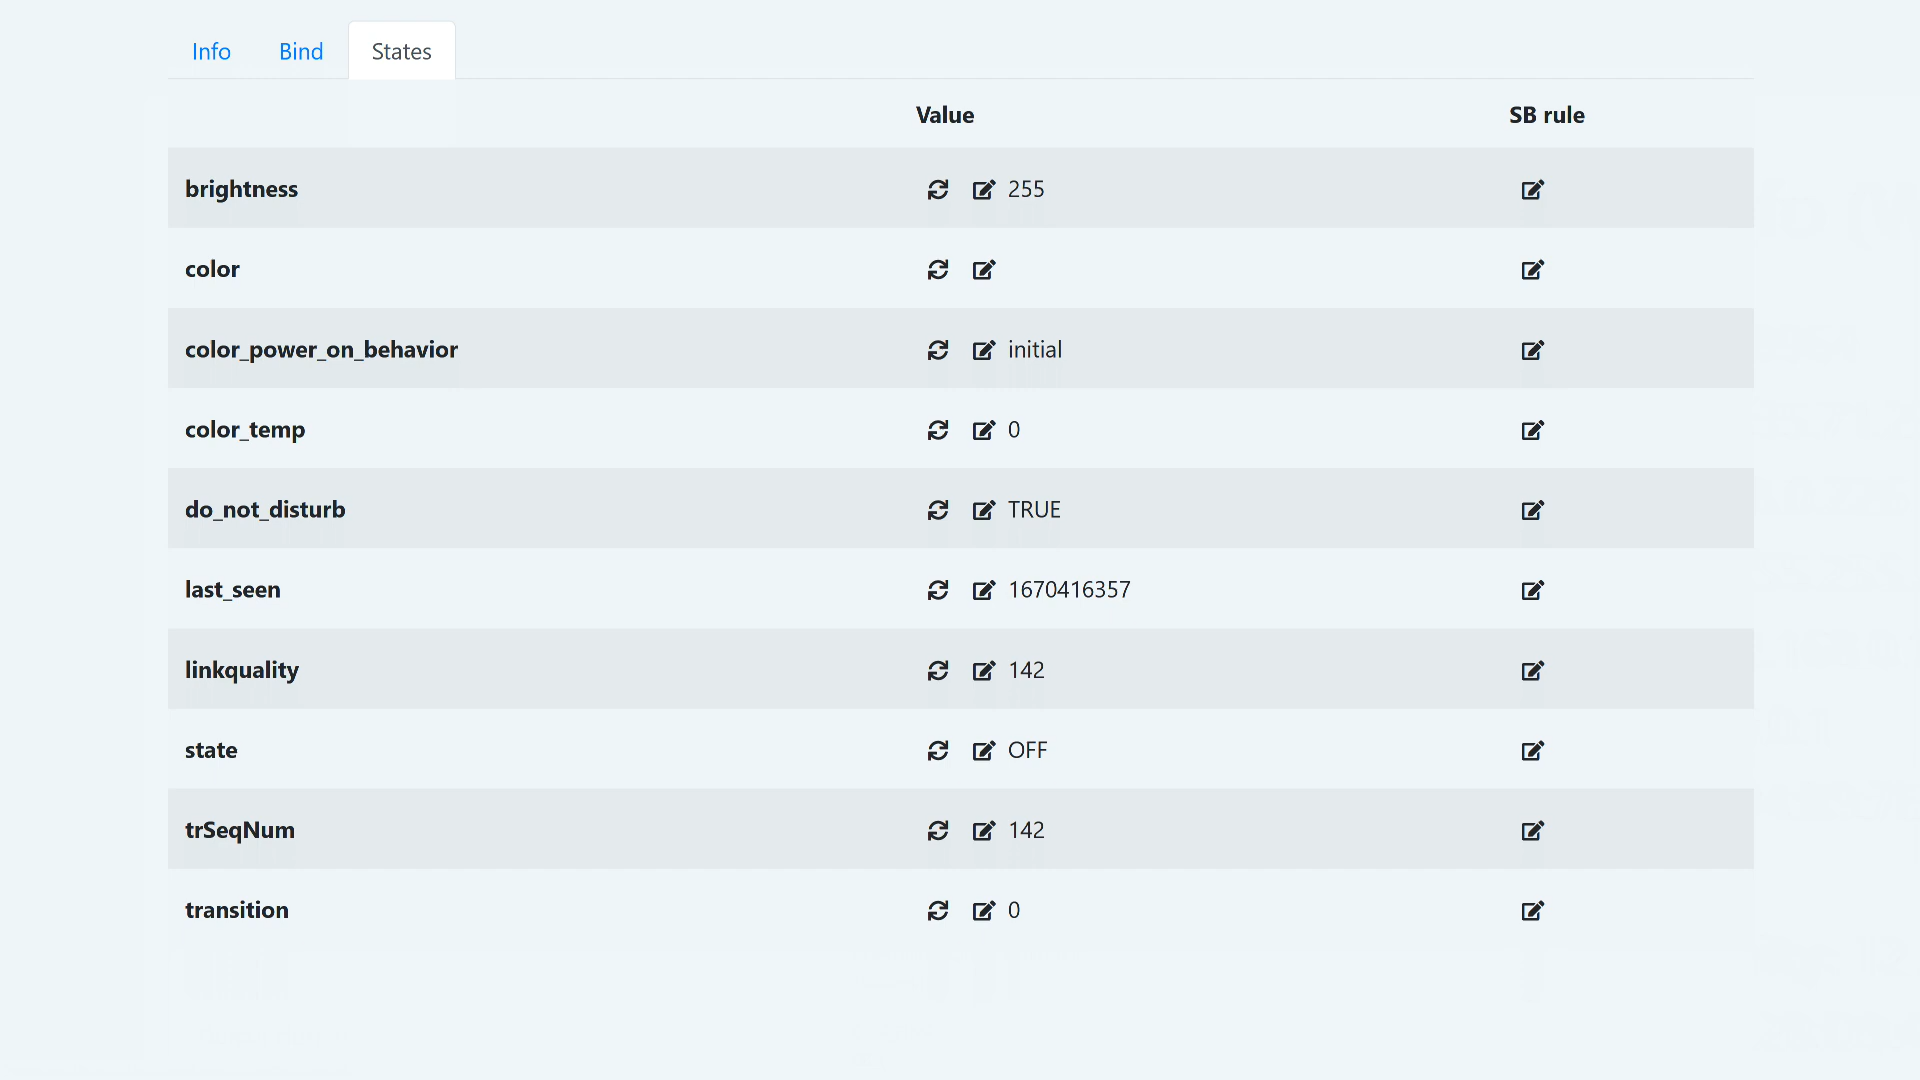 Info Bind States
Value SB rule
brightness 255
color
color_power_on_behavior initial
color_temp 0
do_not_disturb TRUE
last_seen 1670416357
linkquality 142
state OFF
trSeqNum 142
transition 0